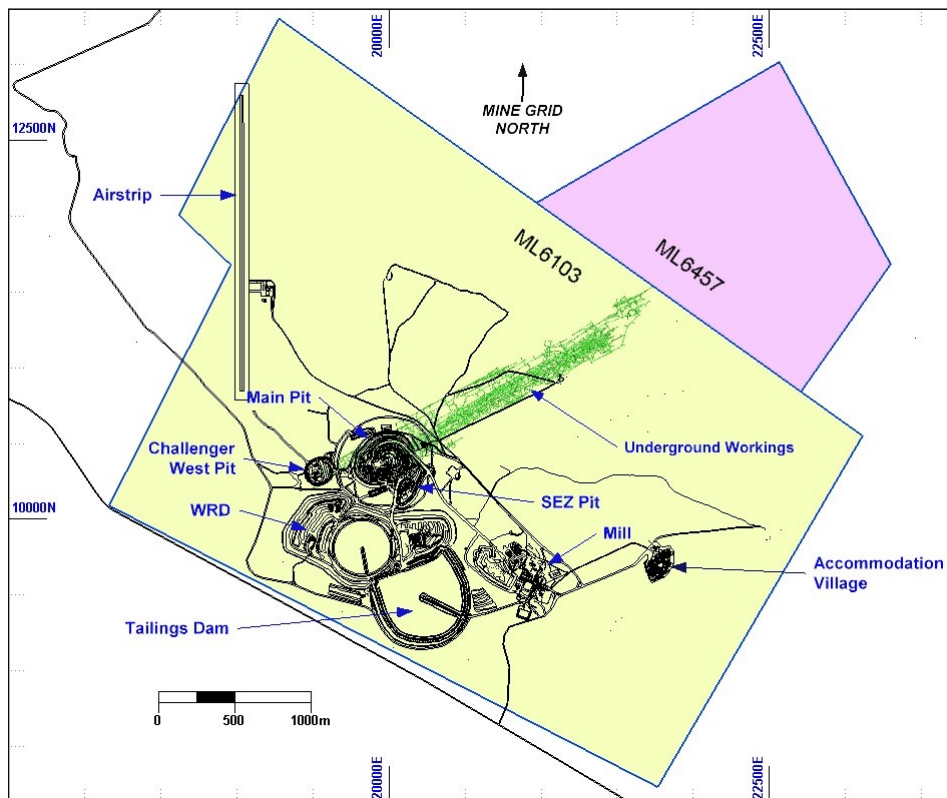 20000E
22500E
MINE GRID
NORTH
12500N
Airstrip
ML6103
ML6457
Main Pit
Underground Workings
Challenger
West Pit
SEZ Pit
WRD
10000N
Mill
Accommodation
Village
Tailings Dam
0
500
1000m
20000E
22500E